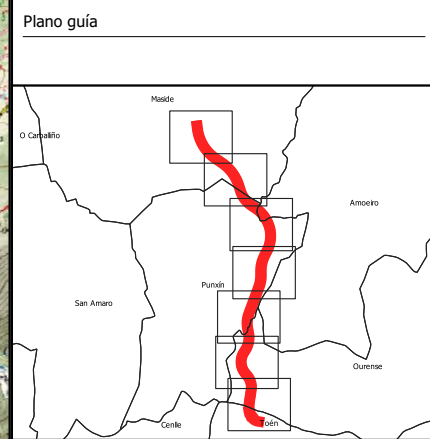 Plano guía
Maside
O Carballiño
Amoeiro
Punxín
San Amaro
Ourense
Cenlle
Toén